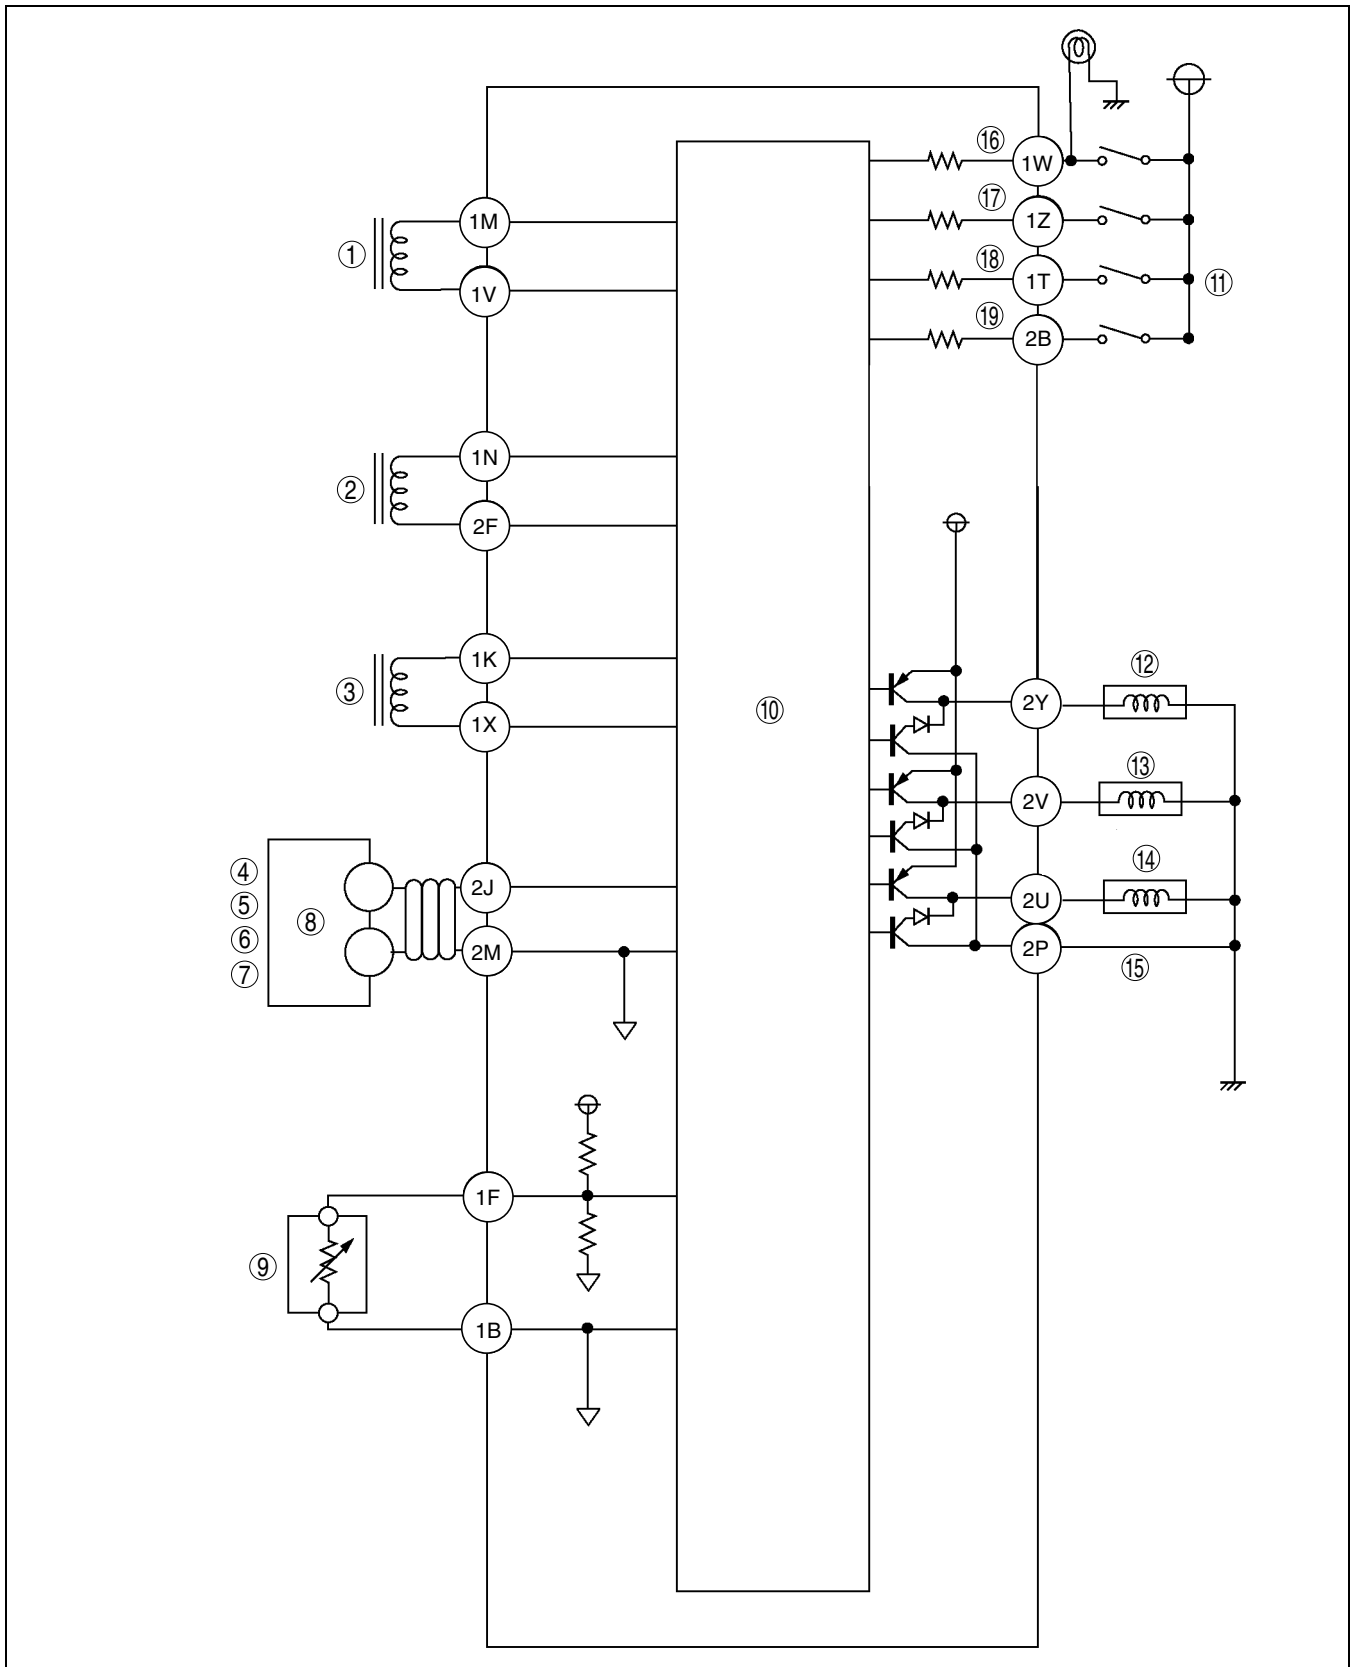 ⑯
1W
⑰
1M
1Z
①
⑱
1V
1T
⑪
⑲
2B
1N
②
2F
1K
⑫
③
⑩
2Y
1X
⑬
2V
④
⑭
⑤
⑧
2J
2U
⑥
2M
2P
⑦
⑮
1F
⑨
1B